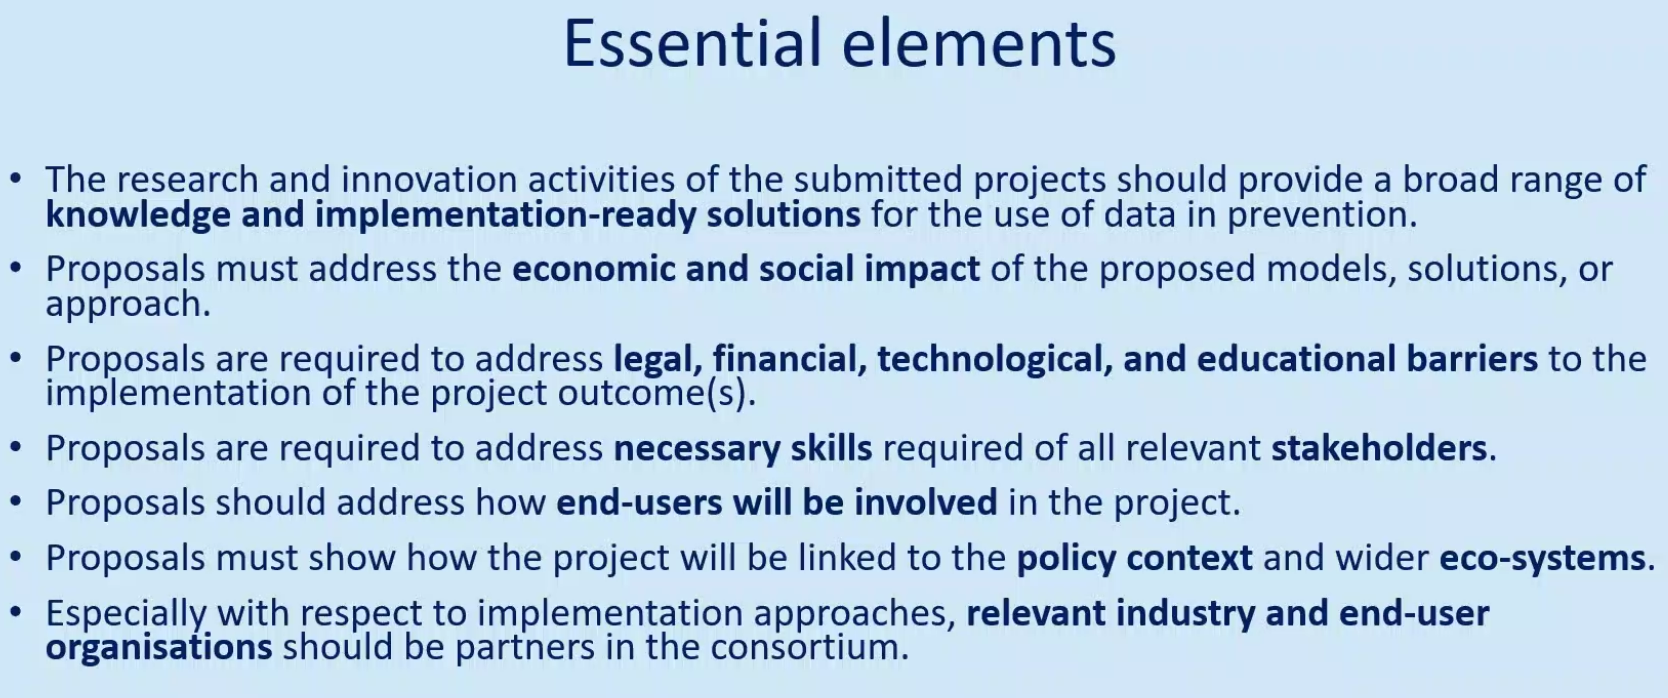 Essential elements
• The research and innovation activities of the submitted projects should provide a broad range of
knowledge and implementation-ready solutions for the use of data in prevention.
• Proposals must address the economic and social impact of the proposed models, solutions, or
approach.
• Proposals are required to address legal, financial, technological, and educational barriers to the
implementation of the project outcome(s).
• Proposals are required to address necessary skills required of all relevant stakeholders.
• Proposals should address how end-users will be involved in the project.
• Proposals must show how the project will be linked to the policy context and wider eco-systems.
• Especially with respect to implementation approaches, relevant industry and end-user
organisations should be partners in the consortium.